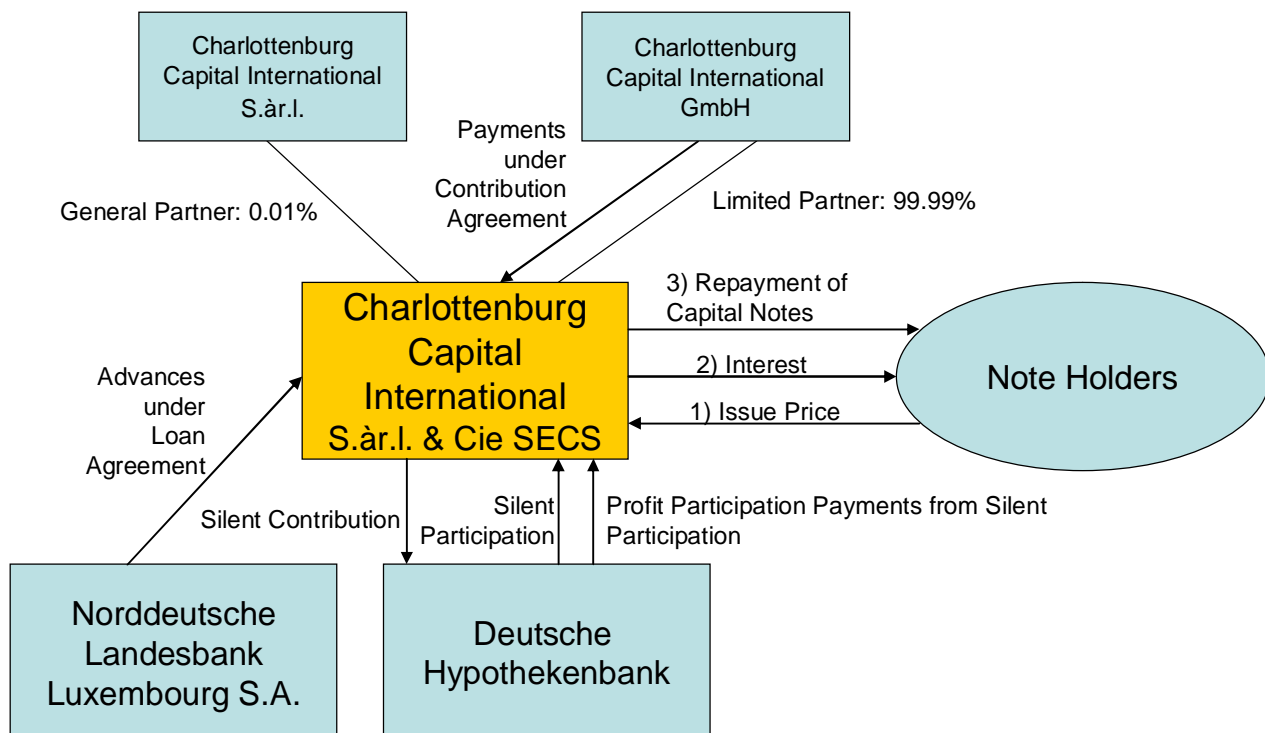 Charlottenburg
Capital International
S.àr.l.
Charlottenburg
Capital International
GmbH
Payments
under
Contribution
Agreement
General Partner: 0.01%
Limited Partner: 99.99%
Charlottenburg
Capital
International
S.àr.l. & Cie SECS
3) Repayment of
Capital Notes
2) Interest
1) Issue Price
Note Holders
Advances
under
Loan
Agreement
Silent Contribution
Silent
Participation
Profit Participation Payments from Silent
Participation
Norddeutsche
Landesbank
Luxembourg S.A.
Deutsche
Hypothekenbank